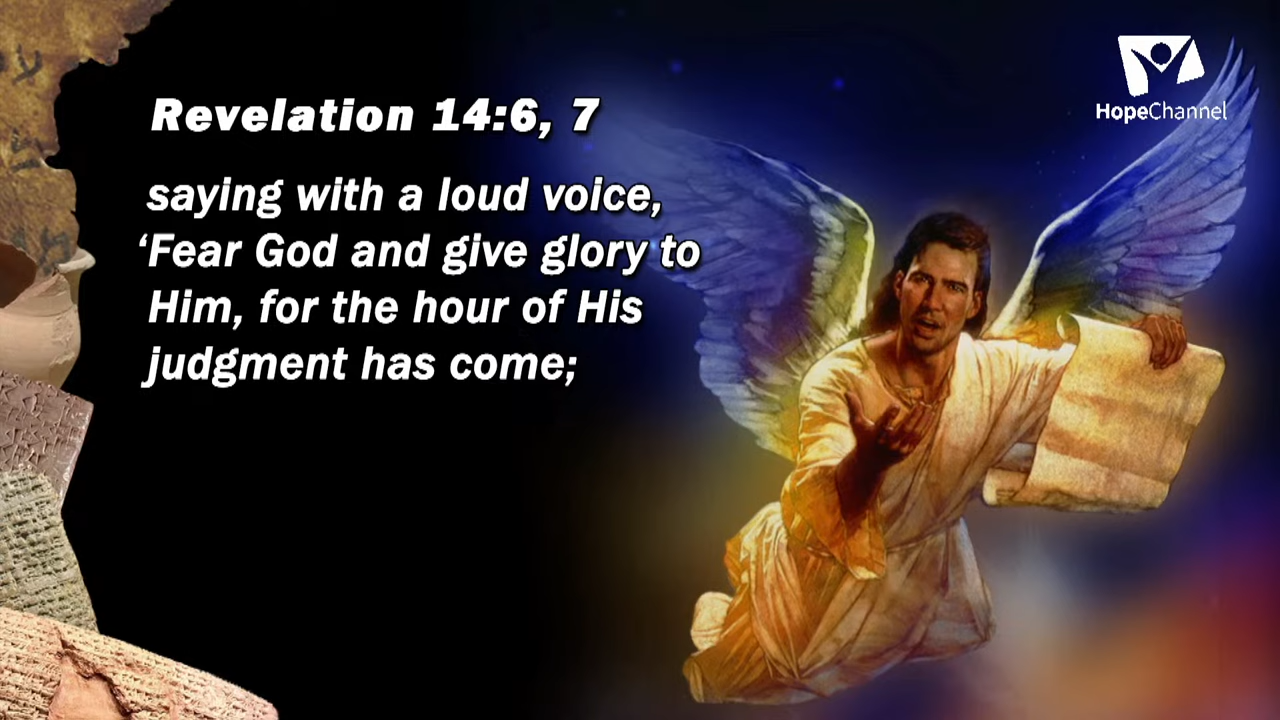 Revelation 14:6, 7
saying with a loud voice,
‘Fear God and give glory to
Him, for the hour of His
judgment has come;
HopeChannel